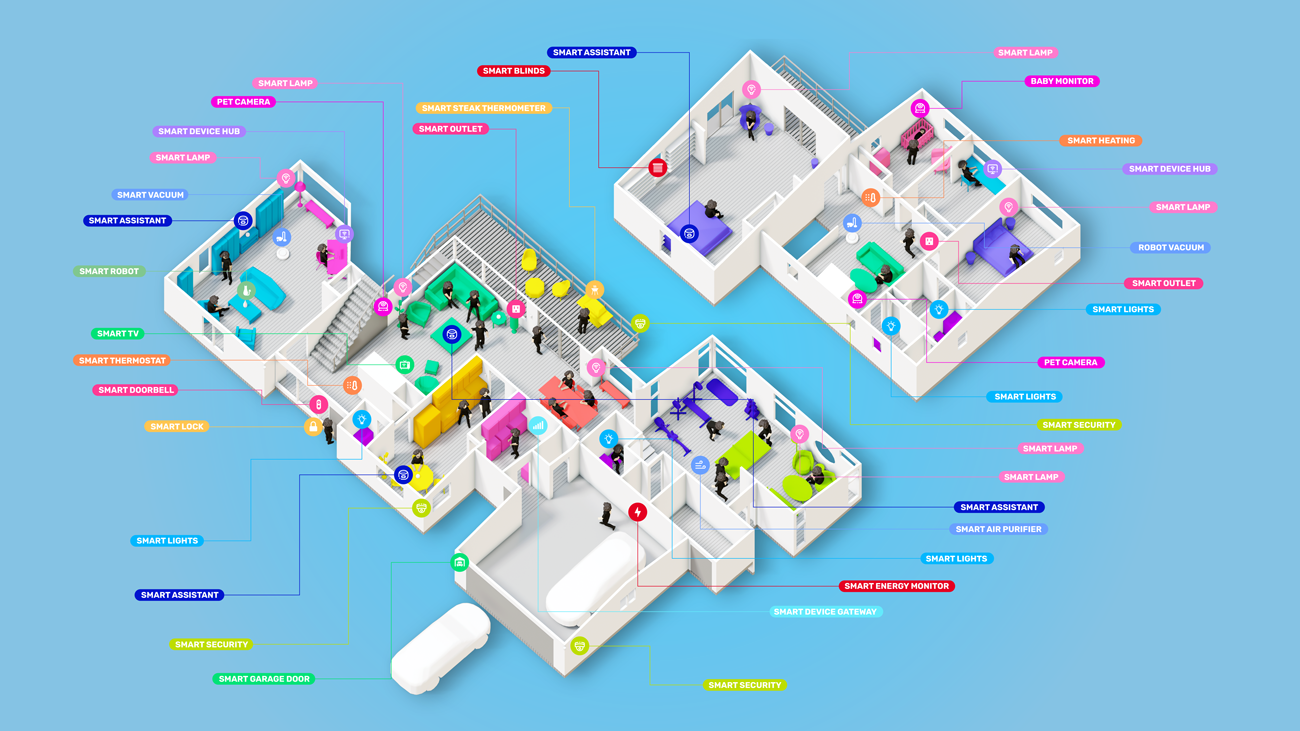 SMART ASSISTANT
SMART LAMP
SMART BLINDS
SMART LAMP
BABY MONITOR
PET CAMERA
SMART STEAK THERMOMETER
SMART DEVICE HUB
SMART OUTLET
SMART HEATING
SMART LAMP
SMART DEVICE HUB
SMART VACUUM
SMART LAMP
SMART ASSISTANT
ROBOT VACUUM
SMART ROBOT
SMART OUTLET
SMART LIGHTS
SMART TV
SMART THERMOSTAT
PET CAMERA
SMART DOORBELL
SMART LIGHTS
SMART LOCK
SMART SECURITY
SMART LAMP
SMART LAMP
SMART ASSISTANT
SMART AIR PURIFIER
SMART LIGHTS
SMART LIGHTS
SMART ENERGY MONITOR
SMART ASSISTANT
SMART DEVICE GATEWAY
SMART SECURITY
SMART GARAGE DOOR
SMART SECURITY